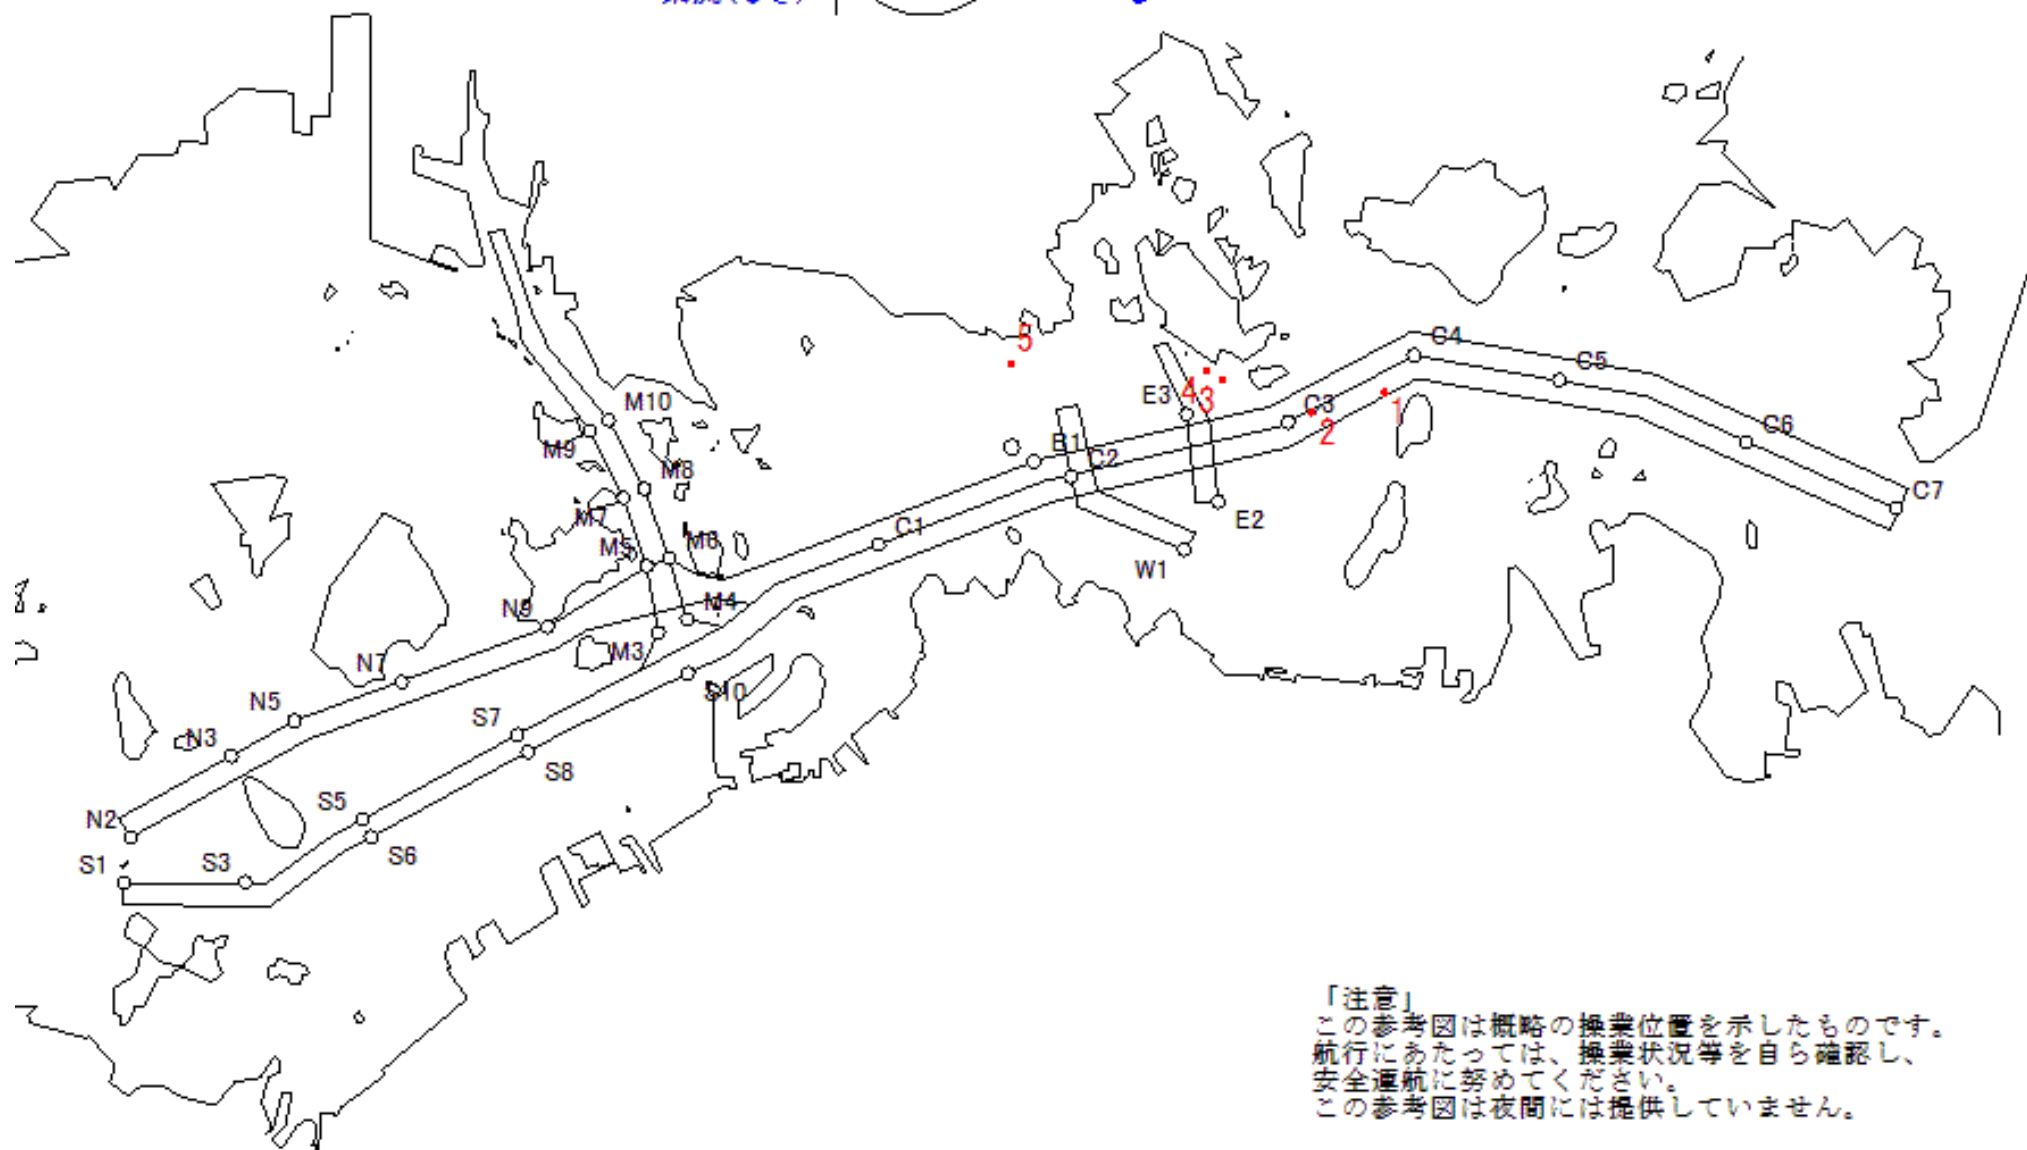 5
C4
C5
M10
E3
4
3
C3
2
1
C6
M9
B1
C2
M8
C7
M7
E2
C1
M5
M6
W1
N9
M4
N7
M3
S10
N5
S7
N3
S8
S5
N2
S6
S1
S3
「注意」
この参考図は概略の操業位置を示したものです。
航行にあたっては、操業状況等を自ら確認し、
安全運航に努めてください。
この参考図は夜間には提供していません。